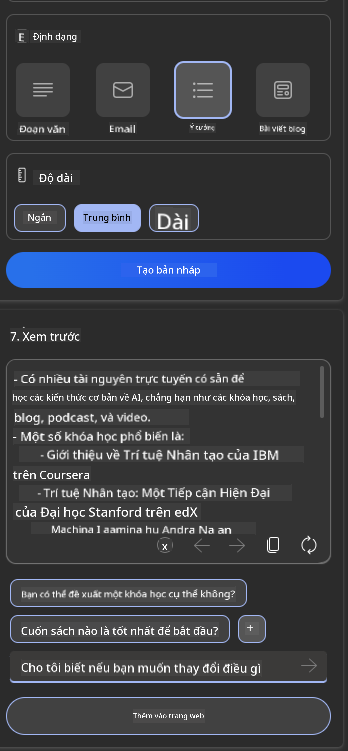 Định dạng
Đoạn văn
Email
Ý tưởng
Bài viết blog
Độ dài
Ngắn
Trung bình
Dài
Tạo bản nháp
7. Xem trước
- Có nhiều tài nguyên trực tuyến có sẵn để
học các kiến thức cơ bản về AI, chẳng hạn như các khóa học, sách,
blog, podcast, và video.
- Một số khóa học phổ biến là:
- Giới thiệu về Trí tuệ Nhân tạo của IBM
trên Coursera
- Trí tuệ Nhân tạo: Một Tiếp cận Hiện Đại
của Đại học Stanford trên edX
x
Bạn có thể đề xuất một khóa học cụ thể không?
Cuốn sách nào là tốt nhất để bắt đầu?
+
Cho tôi biết nếu bạn muốn thay đổi điều gì
Thêm vào trang web